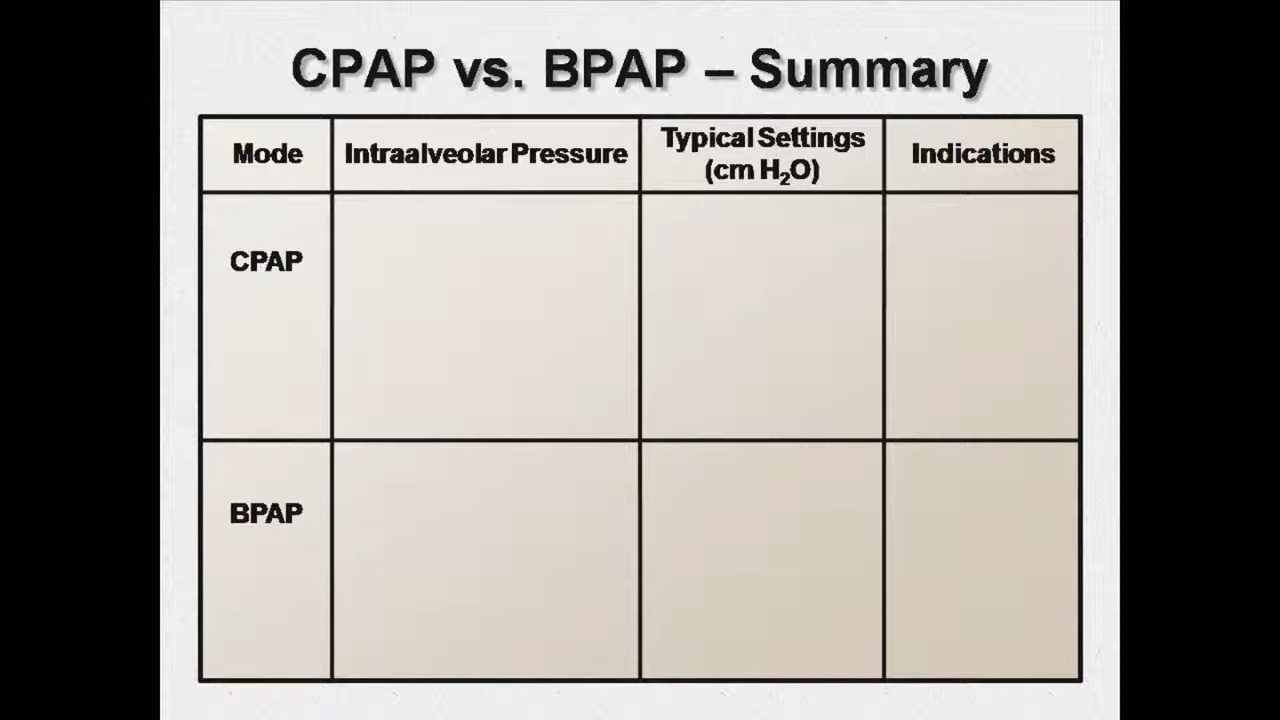 CPAP vs. BPAP – Summary
Mode
Intraalveolar Pressure
Typical Settings
(cm H₂O)
Indications
CPAP
BPAP